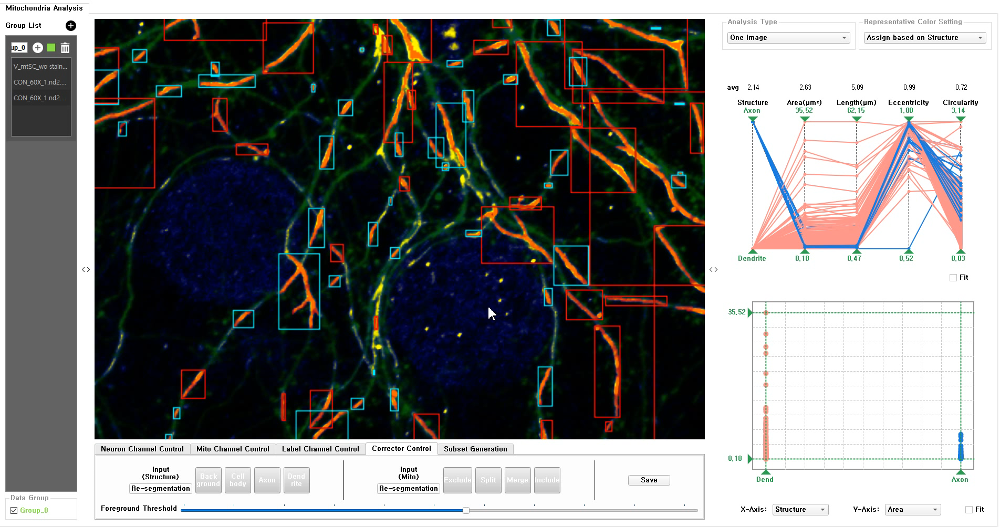 Mitochondria Analysis
Group List
up_0
V_mtSC_wo stain...
CON_60X_1.nd2....
CON_60X_1.nd2....
Data Group
Group_0
Neuron Channel Control
Mito Channel Control
Label Channel Control
Corrector Control
Subset Generation
Input
(Structure)
Re-segmentation
Back
ground
Cell
body
Axon
Dend
rite
Input
(Mito)
Re-segmentation
Exclude
Split
Merge
Include
Save
Foreground Threshold
Analysis Type
One image
Representative Color Setting
Assign based on Structure
avg 2,14 2,63 5,09 0,99 0,72
Structure Area(μm²) Length(μm) Eccentricity Circularity
Axon 35,52 62,15 1,00 3,14
Dendrite 0,18 0,47 0,52 0,03
Fit
35,52
0,18
Dend Axon
X-Axis: Structure Y-Axis: Area Fit